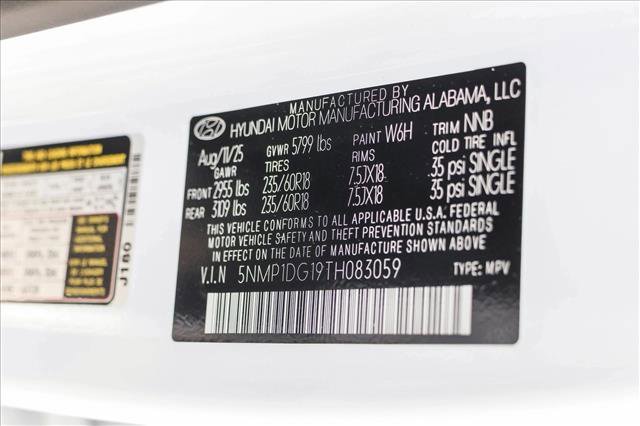 MANUFACTURED BY
HYUNDAI MOTOR MANUFACTURING ALABAMA, LLC
Aug/11/25 GVWR 5799 lbs PAINT W6H TRIM NNB
GAWR TIRES RIMS COLD TIRE INFL
FRONT 2955 lbs 235/60R18 7.5JX18 35 psi SINGLE
REAR 3109 lbs 235/60R18 7.5JX18 35 psi SINGLE
THIS VEHICLE CONFORMS TO ALL APPLICABLE U.S.A. FEDERAL
MOTOR VEHICLE SAFETY AND THEFT PREVENTION STANDARDS
IN EFFECT ON THE DATE OF MANUFACTURE SHOWN ABOVE.
V.I.N 5NMP1DG19TH083059 TYPE: MPV
J180